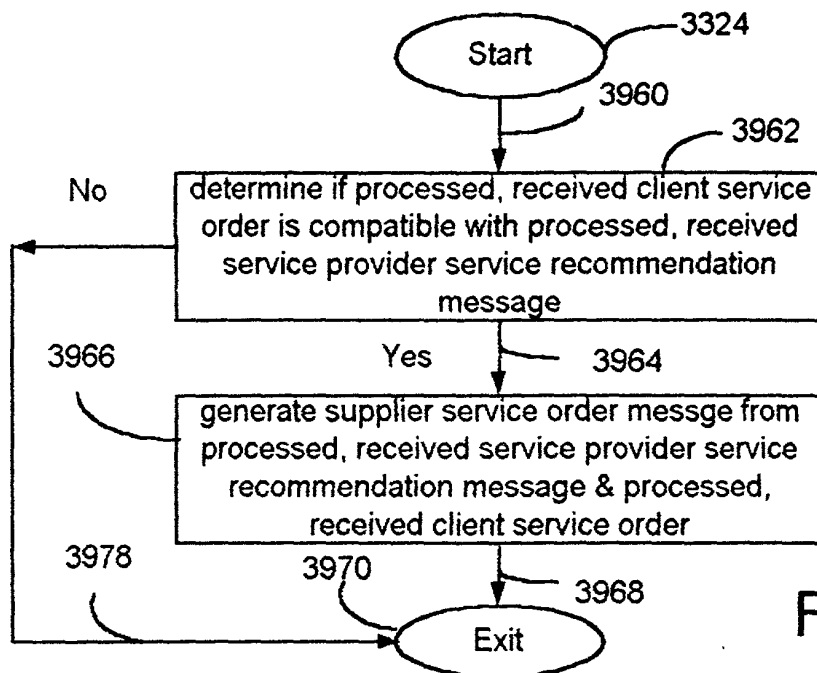 Start
3324
3960
3962
No
determine if processed, received client service
order is compatible with processed, received
service provider service recommendation
message
3966
Yes
3964
generate supplier service order messge from
processed, received service provider service
recommendation message & processed,
received client service order
3978
3970
3968
F
Exit